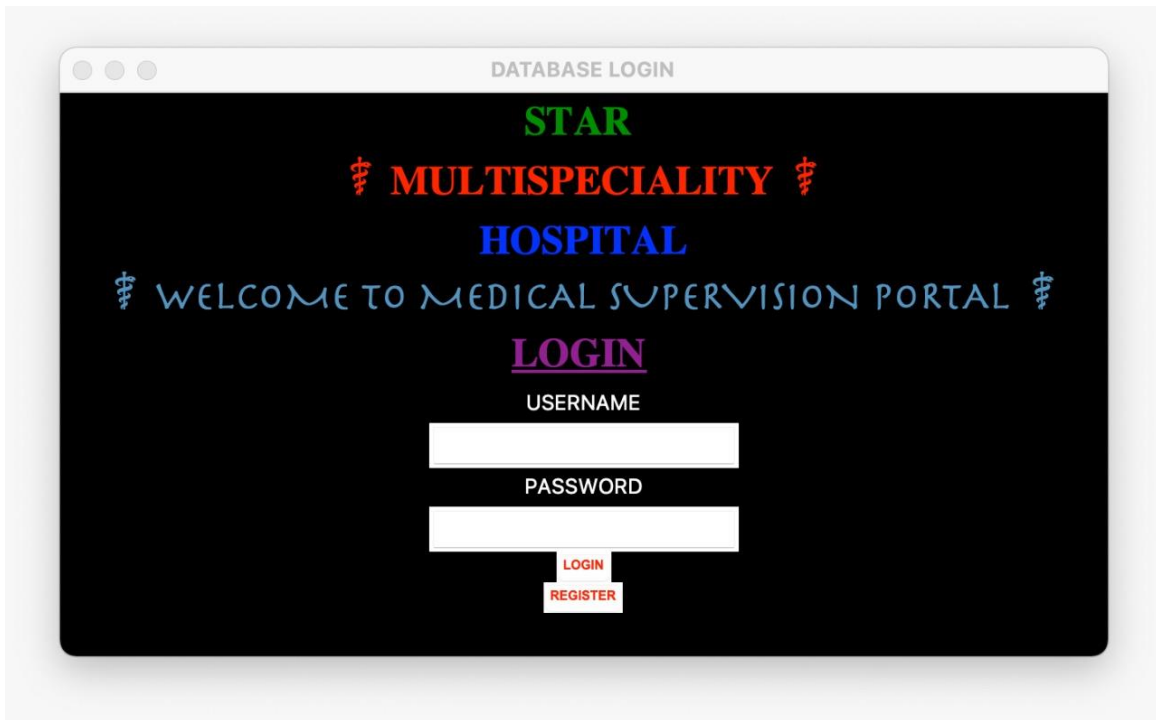 DATABASE LOGIN
STAR
⚕ MULTISPECIALITY ⚕
HOSPITAL
⚕ WELCOME TO MEDICAL SUPERVISION PORTAL ⚕
LOGIN
USERNAME
PASSWORD
LOGIN
REGISTER